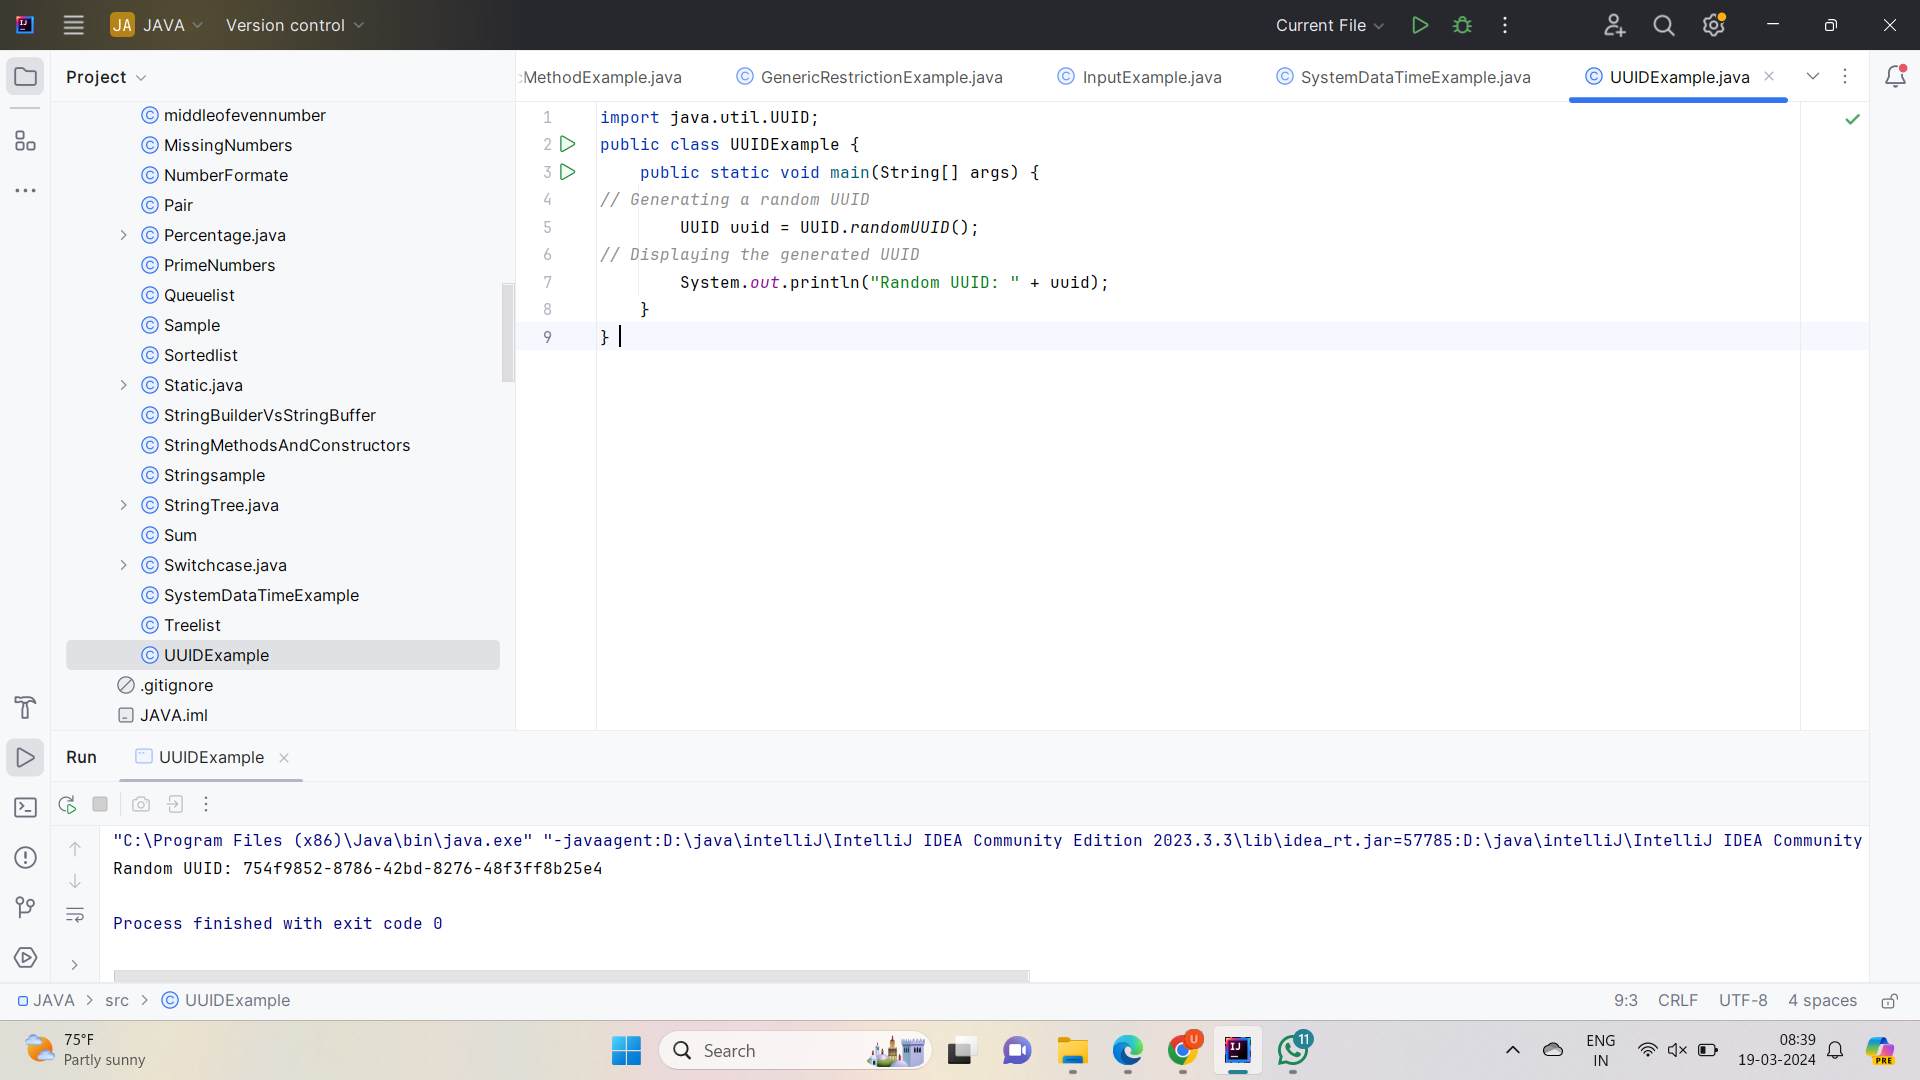 JA JAVA Version control Current File
Project
MethodExample.java GenericRestrictionExample.java InputExample.java SystemDataTimeExample.java UUIDExample.java
middleofevennumber
MissingNumbers
NumberFormate
Pair
Percentage.java
PrimeNumbers
Queuelist
Sample
Sortedlist
Static.java
StringBuilderVsStringBuffer
StringMethodsAndConstructors
Stringsample
StringTree.java
Sum
Switchcase.java
SystemDataTimeExample
Treelist
UUIDExample
.gitignore
JAVA.iml
1 import java.util.UUID;
2 public class UUIDExample {
3 public static void main(String[] args) {
4 // Generating a random UUID
5 UUID uuid = UUID.randomUUID();
6 // Displaying the generated UUID
7 System.out.println("Random UUID: " + uuid);
8 }
9 }
Run UUIDExample
"C:\Program Files (x86)\Java\bin\java.exe" "-javaagent:D:\java\intelliJ\IntelliJ IDEA Community Edition 2023.3.3\lib\idea_rt.jar=57785:D:\java\intelliJ\IntelliJ IDEA Community
Random UUID: 754f9852-8786-42bd-8276-48f3ff8b25e4
Process finished with exit code 0
JAVA > src > UUIDExample 9:3 CRLF UTF-8 4 spaces
75°F
Partly sunny
Search
U
IJ
11
ENG
IN
08:39
19-03-2024
PRE